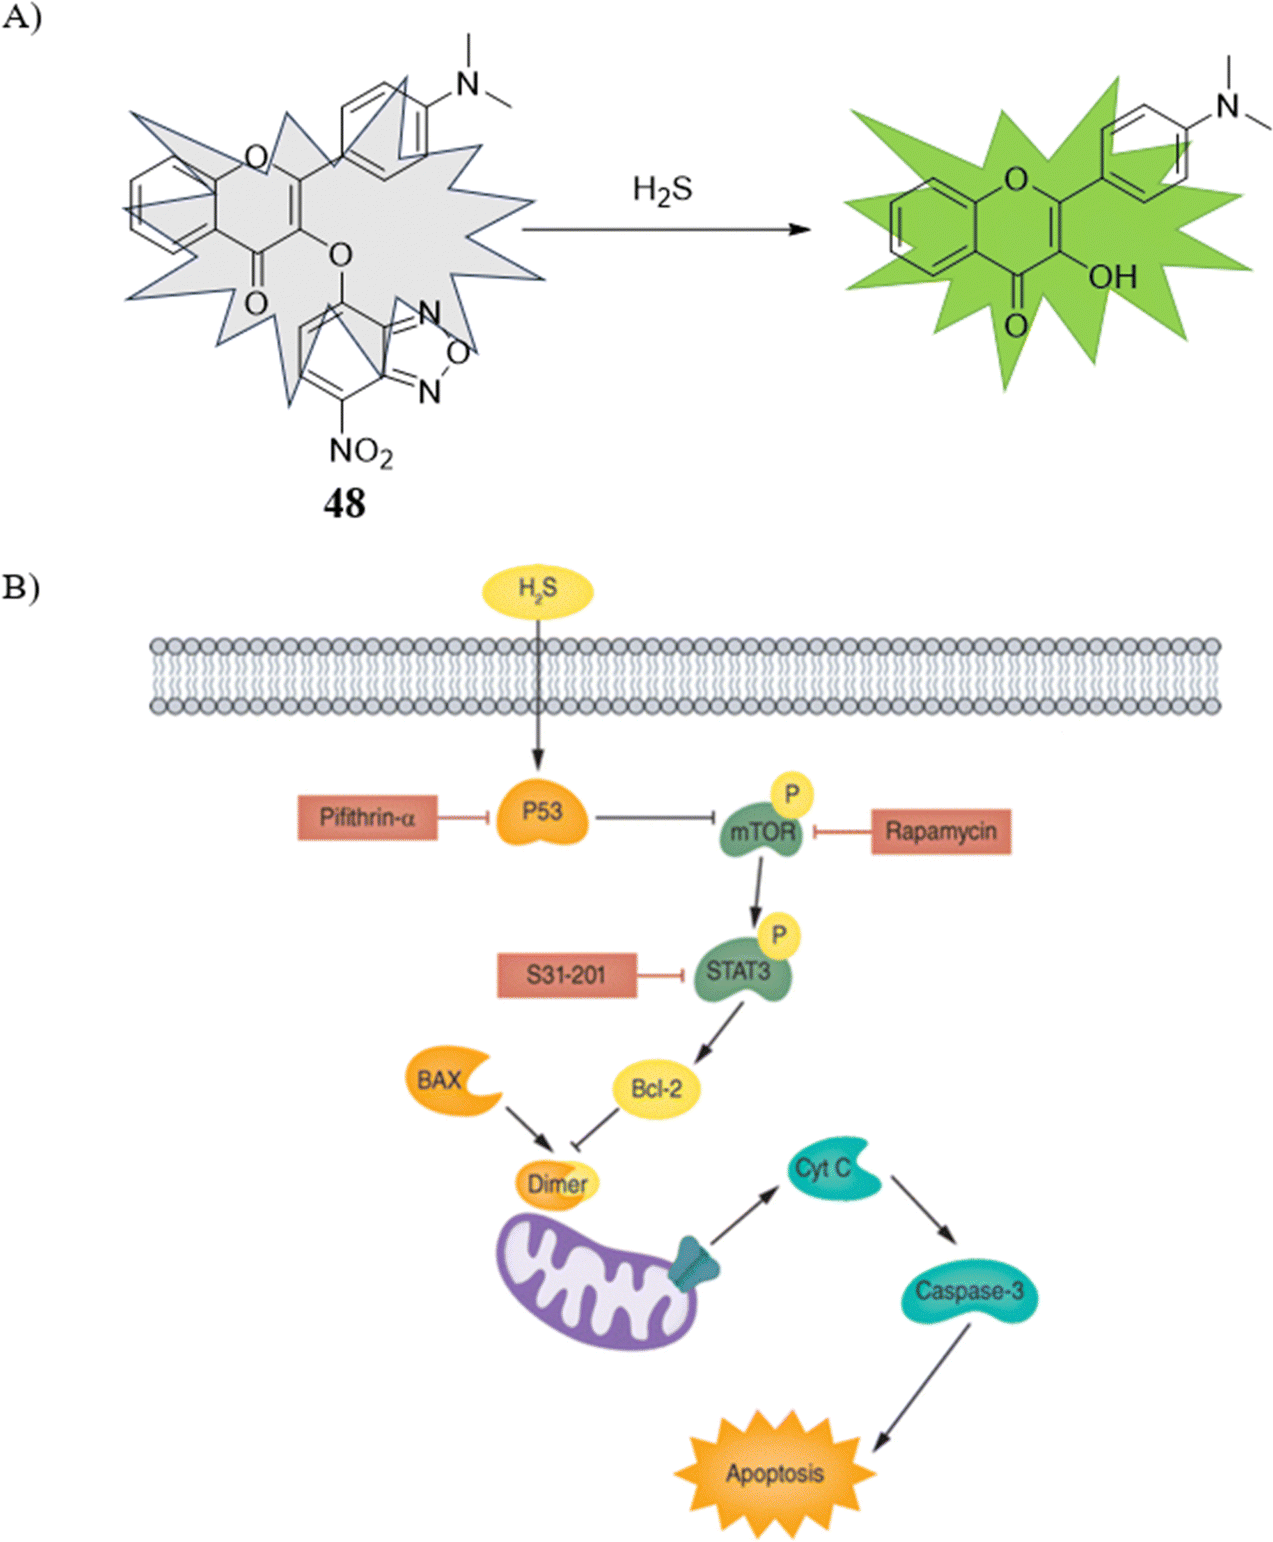 A)
N
O
O
O
N
O
N
NO₂
48
H₂S
N
O
OH
O
B)
H₂S
Pifithrin-α
P53
P
mTOR
Rapamycin
P
S31-201
STAT3
BAX
Bcl-2
Dimer
Cyt C
Caspase-3
Apoptosis